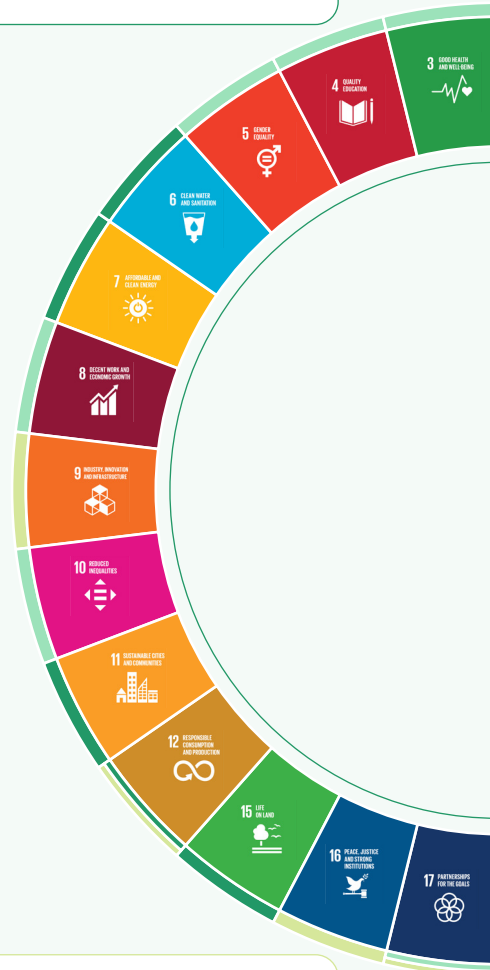 3 GOOD HEALTH
AND WELL-BEING
4 QUALITY
EDUCATION
5 GENDER
EQUALITY
6 CLEAN WATER
AND SANITATION
7 AFFORDABLE AND
CLEAN ENERGY
8 DECENT WORK AND
ECONOMIC GROWTH
9 INDUSTRY, INNOVATION
AND INFRASTRUCTURE
10 REDUCED
INEQUALITIES
11 SUSTAINABLE CITIES
AND COMMUNITIES
12 RESPONSIBLE
CONSUMPTION
AND PRODUCTION
15 LIFE
ON LAND
16 PEACE, JUSTICE
AND STRONG
INSTITUTIONS
17 PARTNERSHIPS
FOR THE GOALS